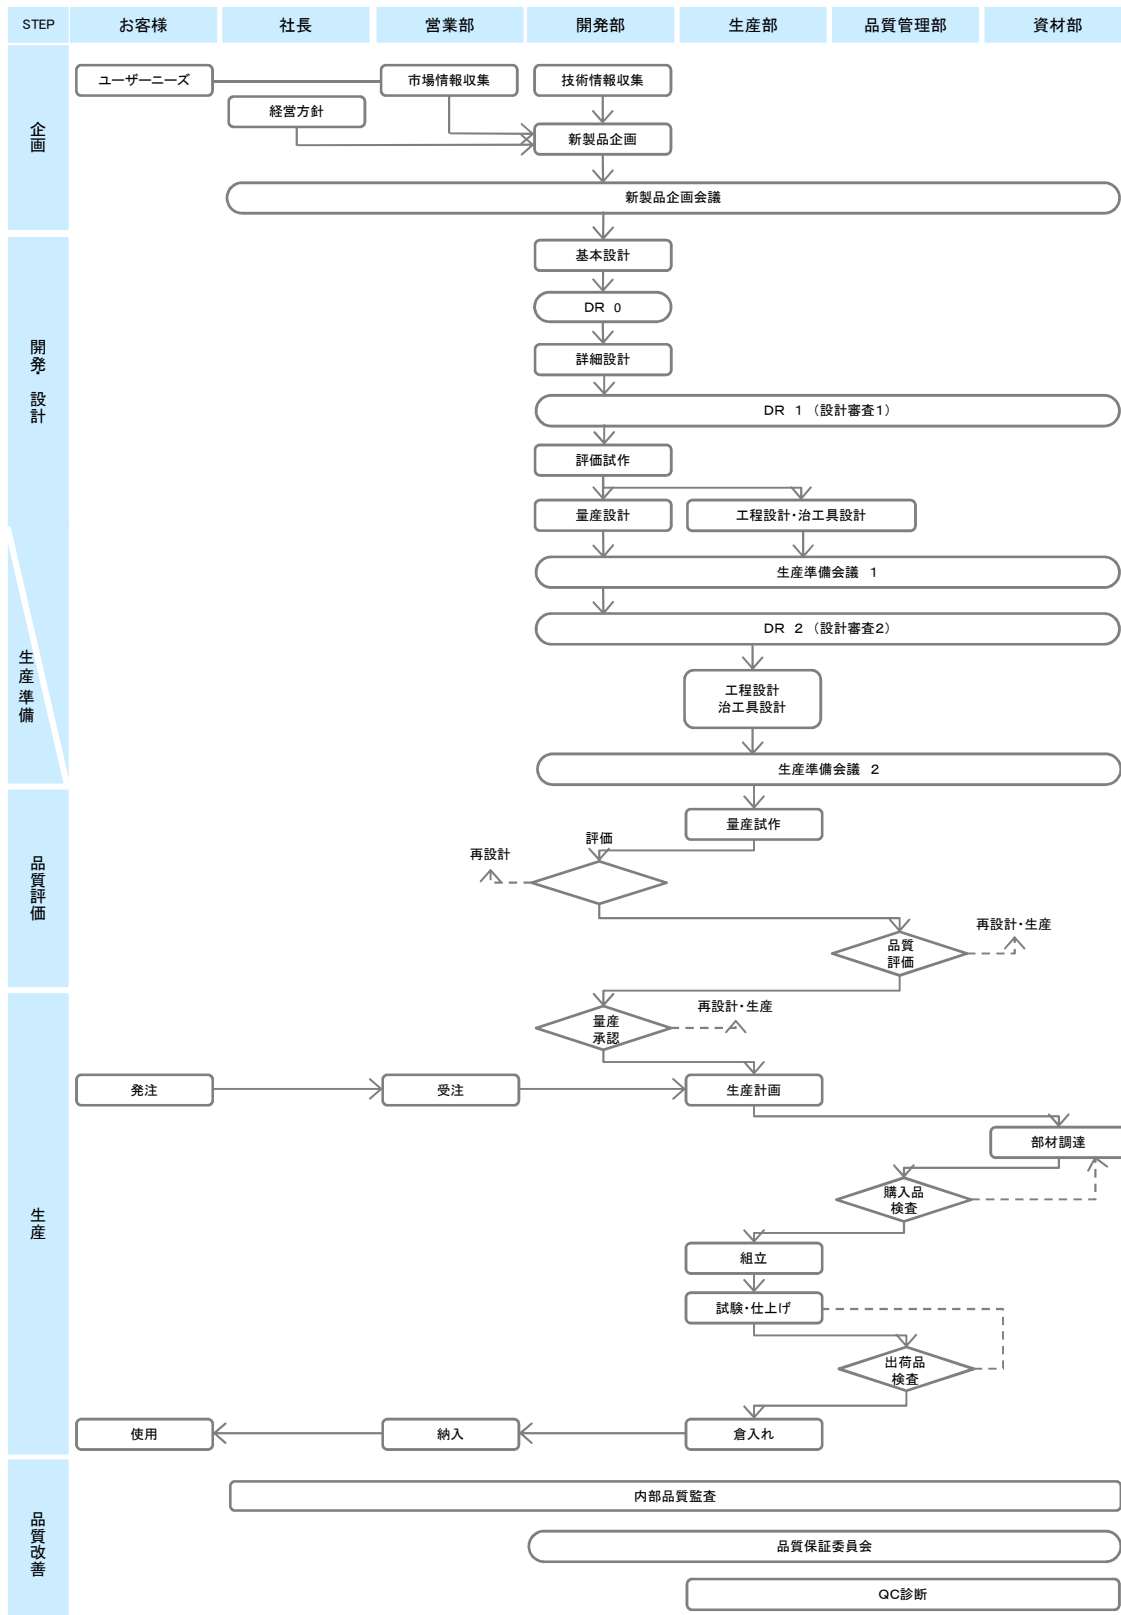 STEP
お客様
社長
営業部
開発部
生産部
品質管理部
資材部
企画
ユーザーニーズ
市場情報収集
技術情報収集
経営方針
新製品企画
新製品企画会議
開発・設計
基本設計
DR 0
詳細設計
DR 1 （設計審査1）
評価試作
量産設計
工程設計・治工具設計
生産準備会議 1
生産準備
DR 2 （設計審査2）
工程設計
治工具設計
生産準備会議 2
品質評価
量産試作
評価
再設計
再設計・生産
品質
評価
生産
再設計・生産
量産
承認
発注
受注
生産計画
部材調達
購入品
検査
組立
試験・仕上げ
出荷品
検査
使用
納入
倉入れ
品質改善
内部品質監査
品質保証委員会
QC診断